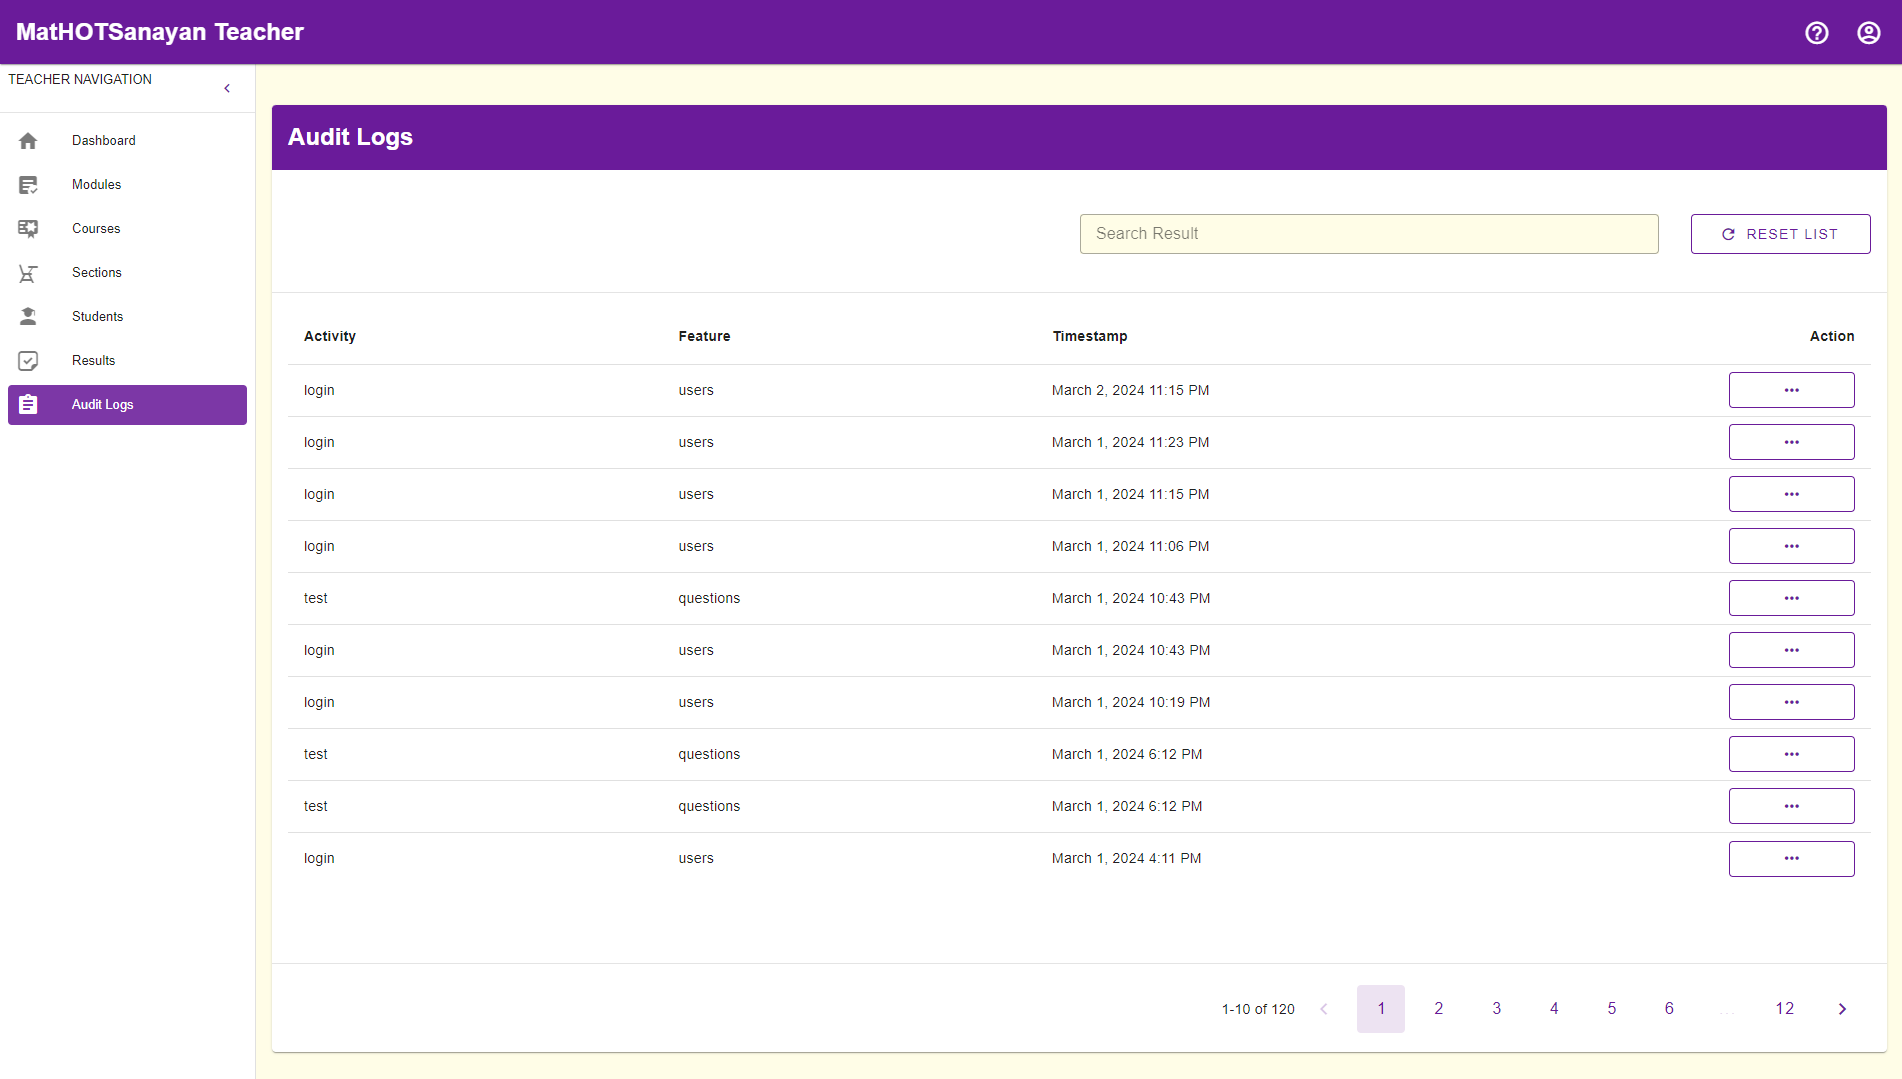 MatHOTSanayan Teacher
TEACHER NAVIGATION
Dashboard
Modules
Courses
Sections
Students
Results
Audit Logs
Audit Logs
Search Result
RESET LIST
Activity Feature Timestamp Action
login users March 2, 2024 11:15 PM ...
login users March 1, 2024 11:23 PM ...
login users March 1, 2024 11:15 PM ...
login users March 1, 2024 11:06 PM ...
test questions March 1, 2024 10:43 PM ...
login users March 1, 2024 10:43 PM ...
login users March 1, 2024 10:19 PM ...
test questions March 1, 2024 6:12 PM ...
test questions March 1, 2024 6:12 PM ...
login users March 1, 2024 4:11 PM ...
1-10 of 120 1 2 3 4 5 6 ... 12